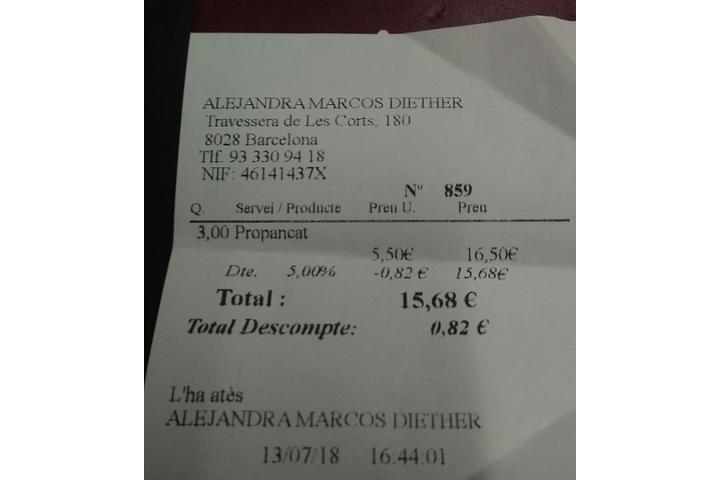 ALEJANDRA MARCOS DIETHER
Travessera de Les Corts, 180
8028 Barcelona
Tlf. 93 330 94 18
NIF: 46141437X
Nº 859
Q. Servei / Producte Preu U. Preu
3,00 Propancat
5,50€ 16,50€
Dte. 5,00% -0,82 € 15,68€
Total : 15,68 €
Total Descompte: 0,82 €
L'ha atès
ALEJANDRA MARCOS DIETHER
13/07/18 16:44:01